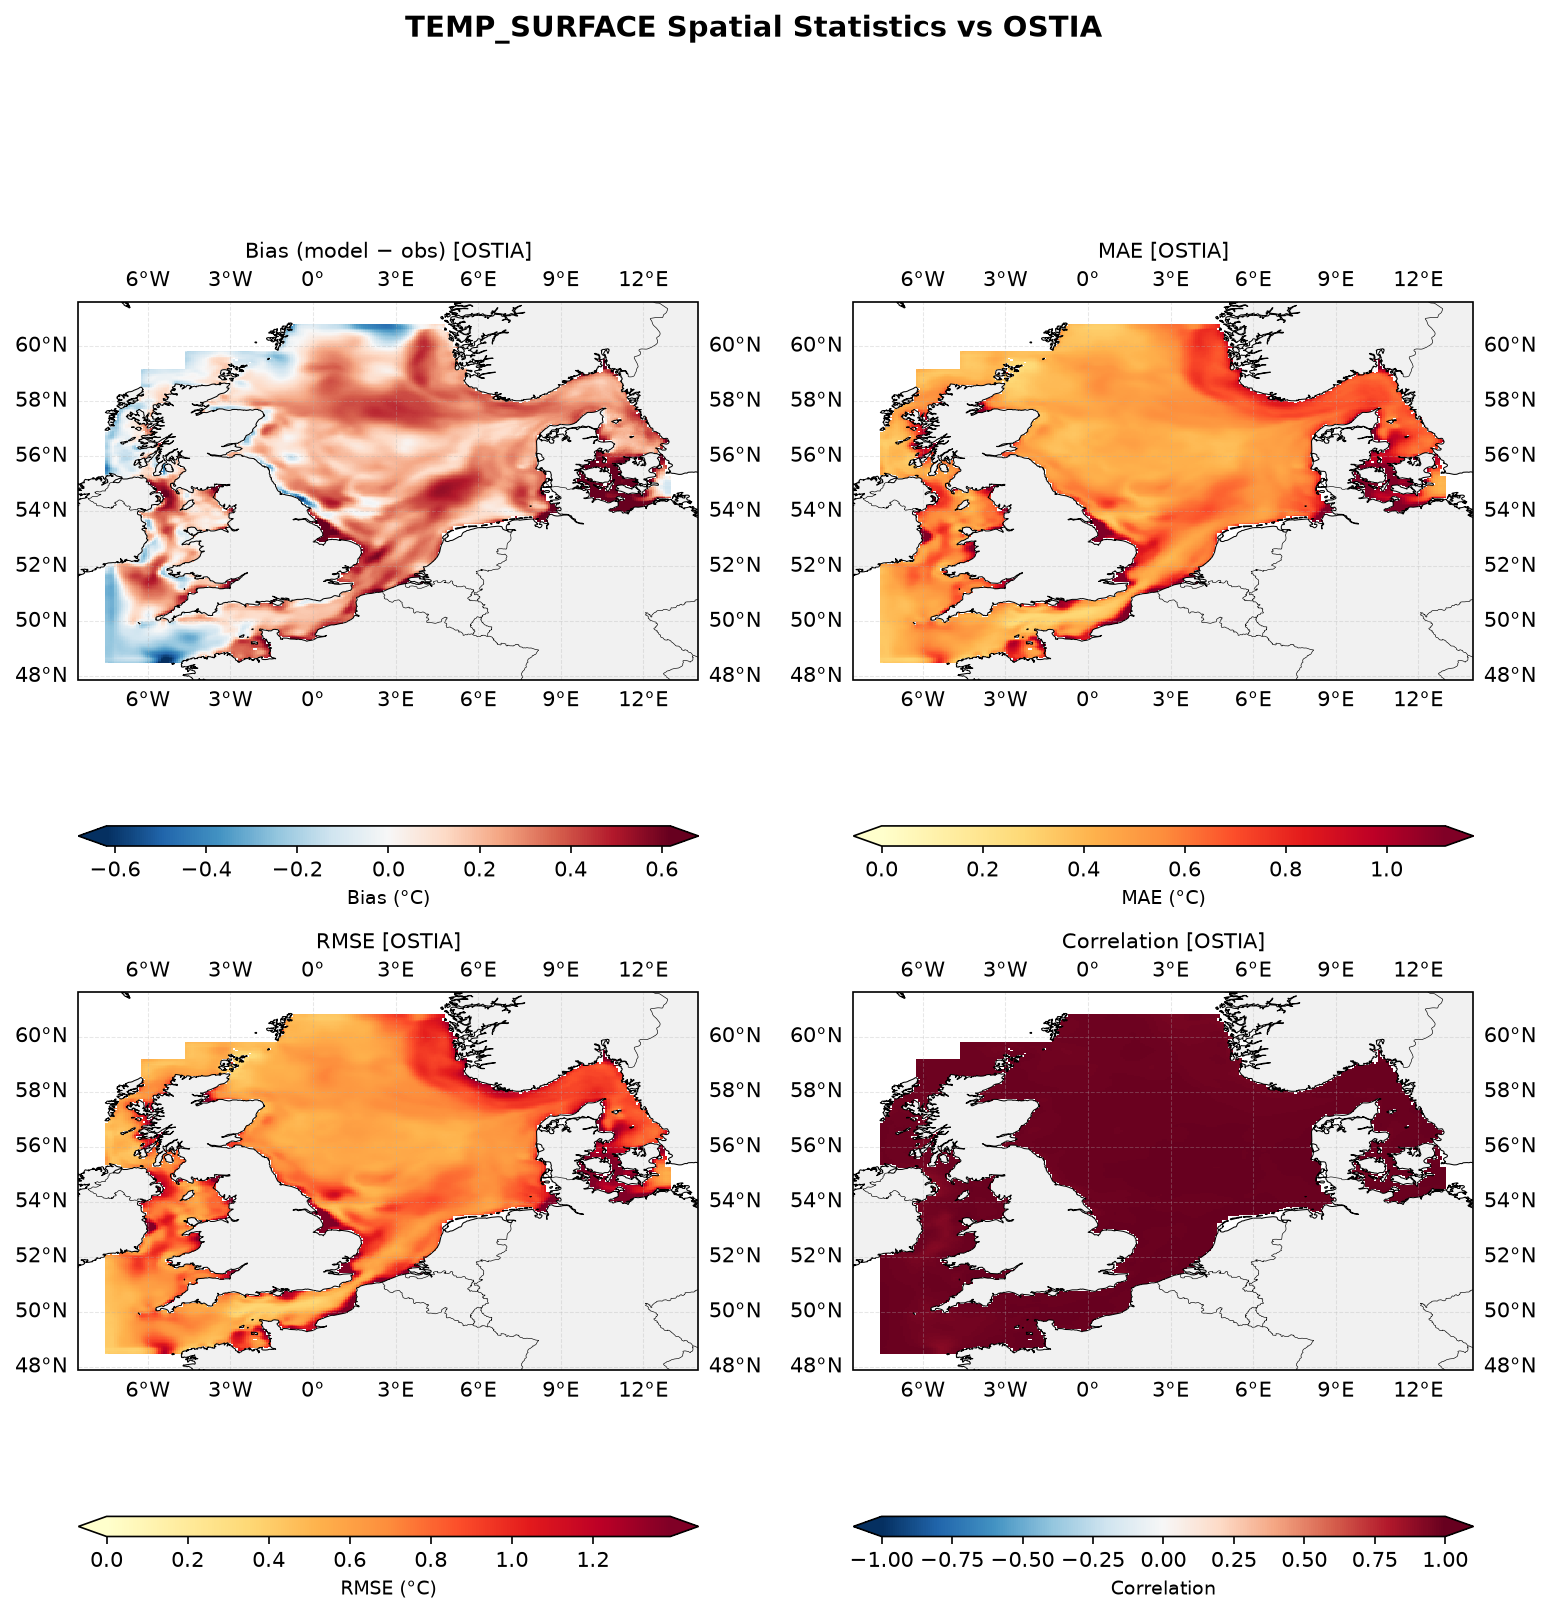 TEMP_SURFACE Spatial Statistics vs OSTIA
Bias (model − obs) [OSTIA]
6°W 3°W 0° 3°E 6°E 9°E 12°E
60°N 60°N
58°N 58°N
56°N 56°N
54°N 54°N
52°N 52°N
50°N 50°N
48°N 48°N
6°W 3°W 0° 3°E 6°E 9°E 12°E
−0.6 −0.4 −0.2 0.0 0.2 0.4 0.6
Bias (°C)
MAE [OSTIA]
6°W 3°W 0° 3°E 6°E 9°E 12°E
60°N 60°N
58°N 58°N
56°N 56°N
54°N 54°N
52°N 52°N
50°N 50°N
48°N 48°N
6°W 3°W 0° 3°E 6°E 9°E 12°E
0.0 0.2 0.4 0.6 0.8 1.0
MAE (°C)
RMSE [OSTIA]
6°W 3°W 0° 3°E 6°E 9°E 12°E
60°N 60°N
58°N 58°N
56°N 56°N
54°N 54°N
52°N 52°N
50°N 50°N
48°N 48°N
6°W 3°W 0° 3°E 6°E 9°E 12°E
0.0 0.2 0.4 0.6 0.8 1.0 1.2
RMSE (°C)
Correlation [OSTIA]
6°W 3°W 0° 3°E 6°E 9°E 12°E
60°N 60°N
58°N 58°N
56°N 56°N
54°N 54°N
52°N 52°N
50°N 50°N
48°N 48°N
6°W 3°W 0° 3°E 6°E 9°E 12°E
−1.00 −0.75 −0.50 −0.25 0.00 0.25 0.50 0.75 1.00
Correlation